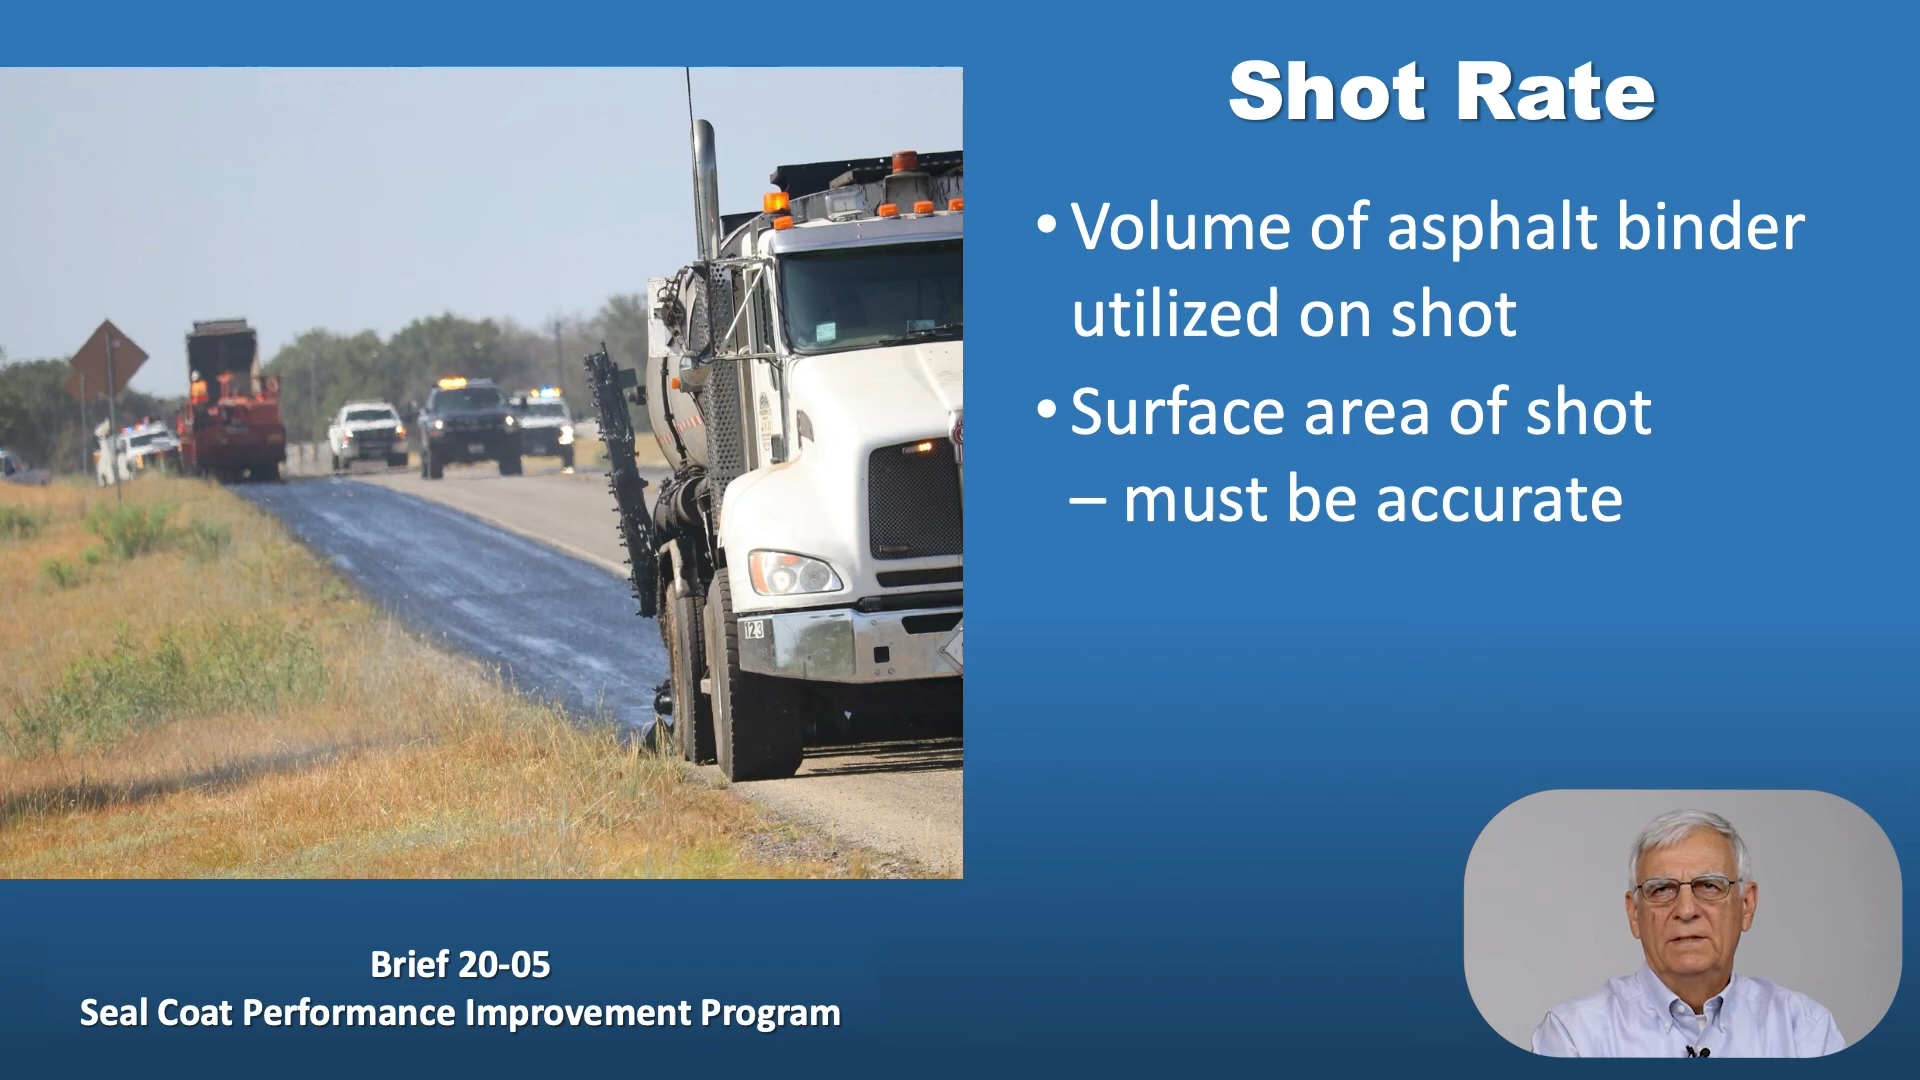 Shot Rate
• Volume of asphalt binder
utilized on shot
• Surface area of shot
– must be accurate
123
Brief 20-05
Seal Coat Performance Improvement Program